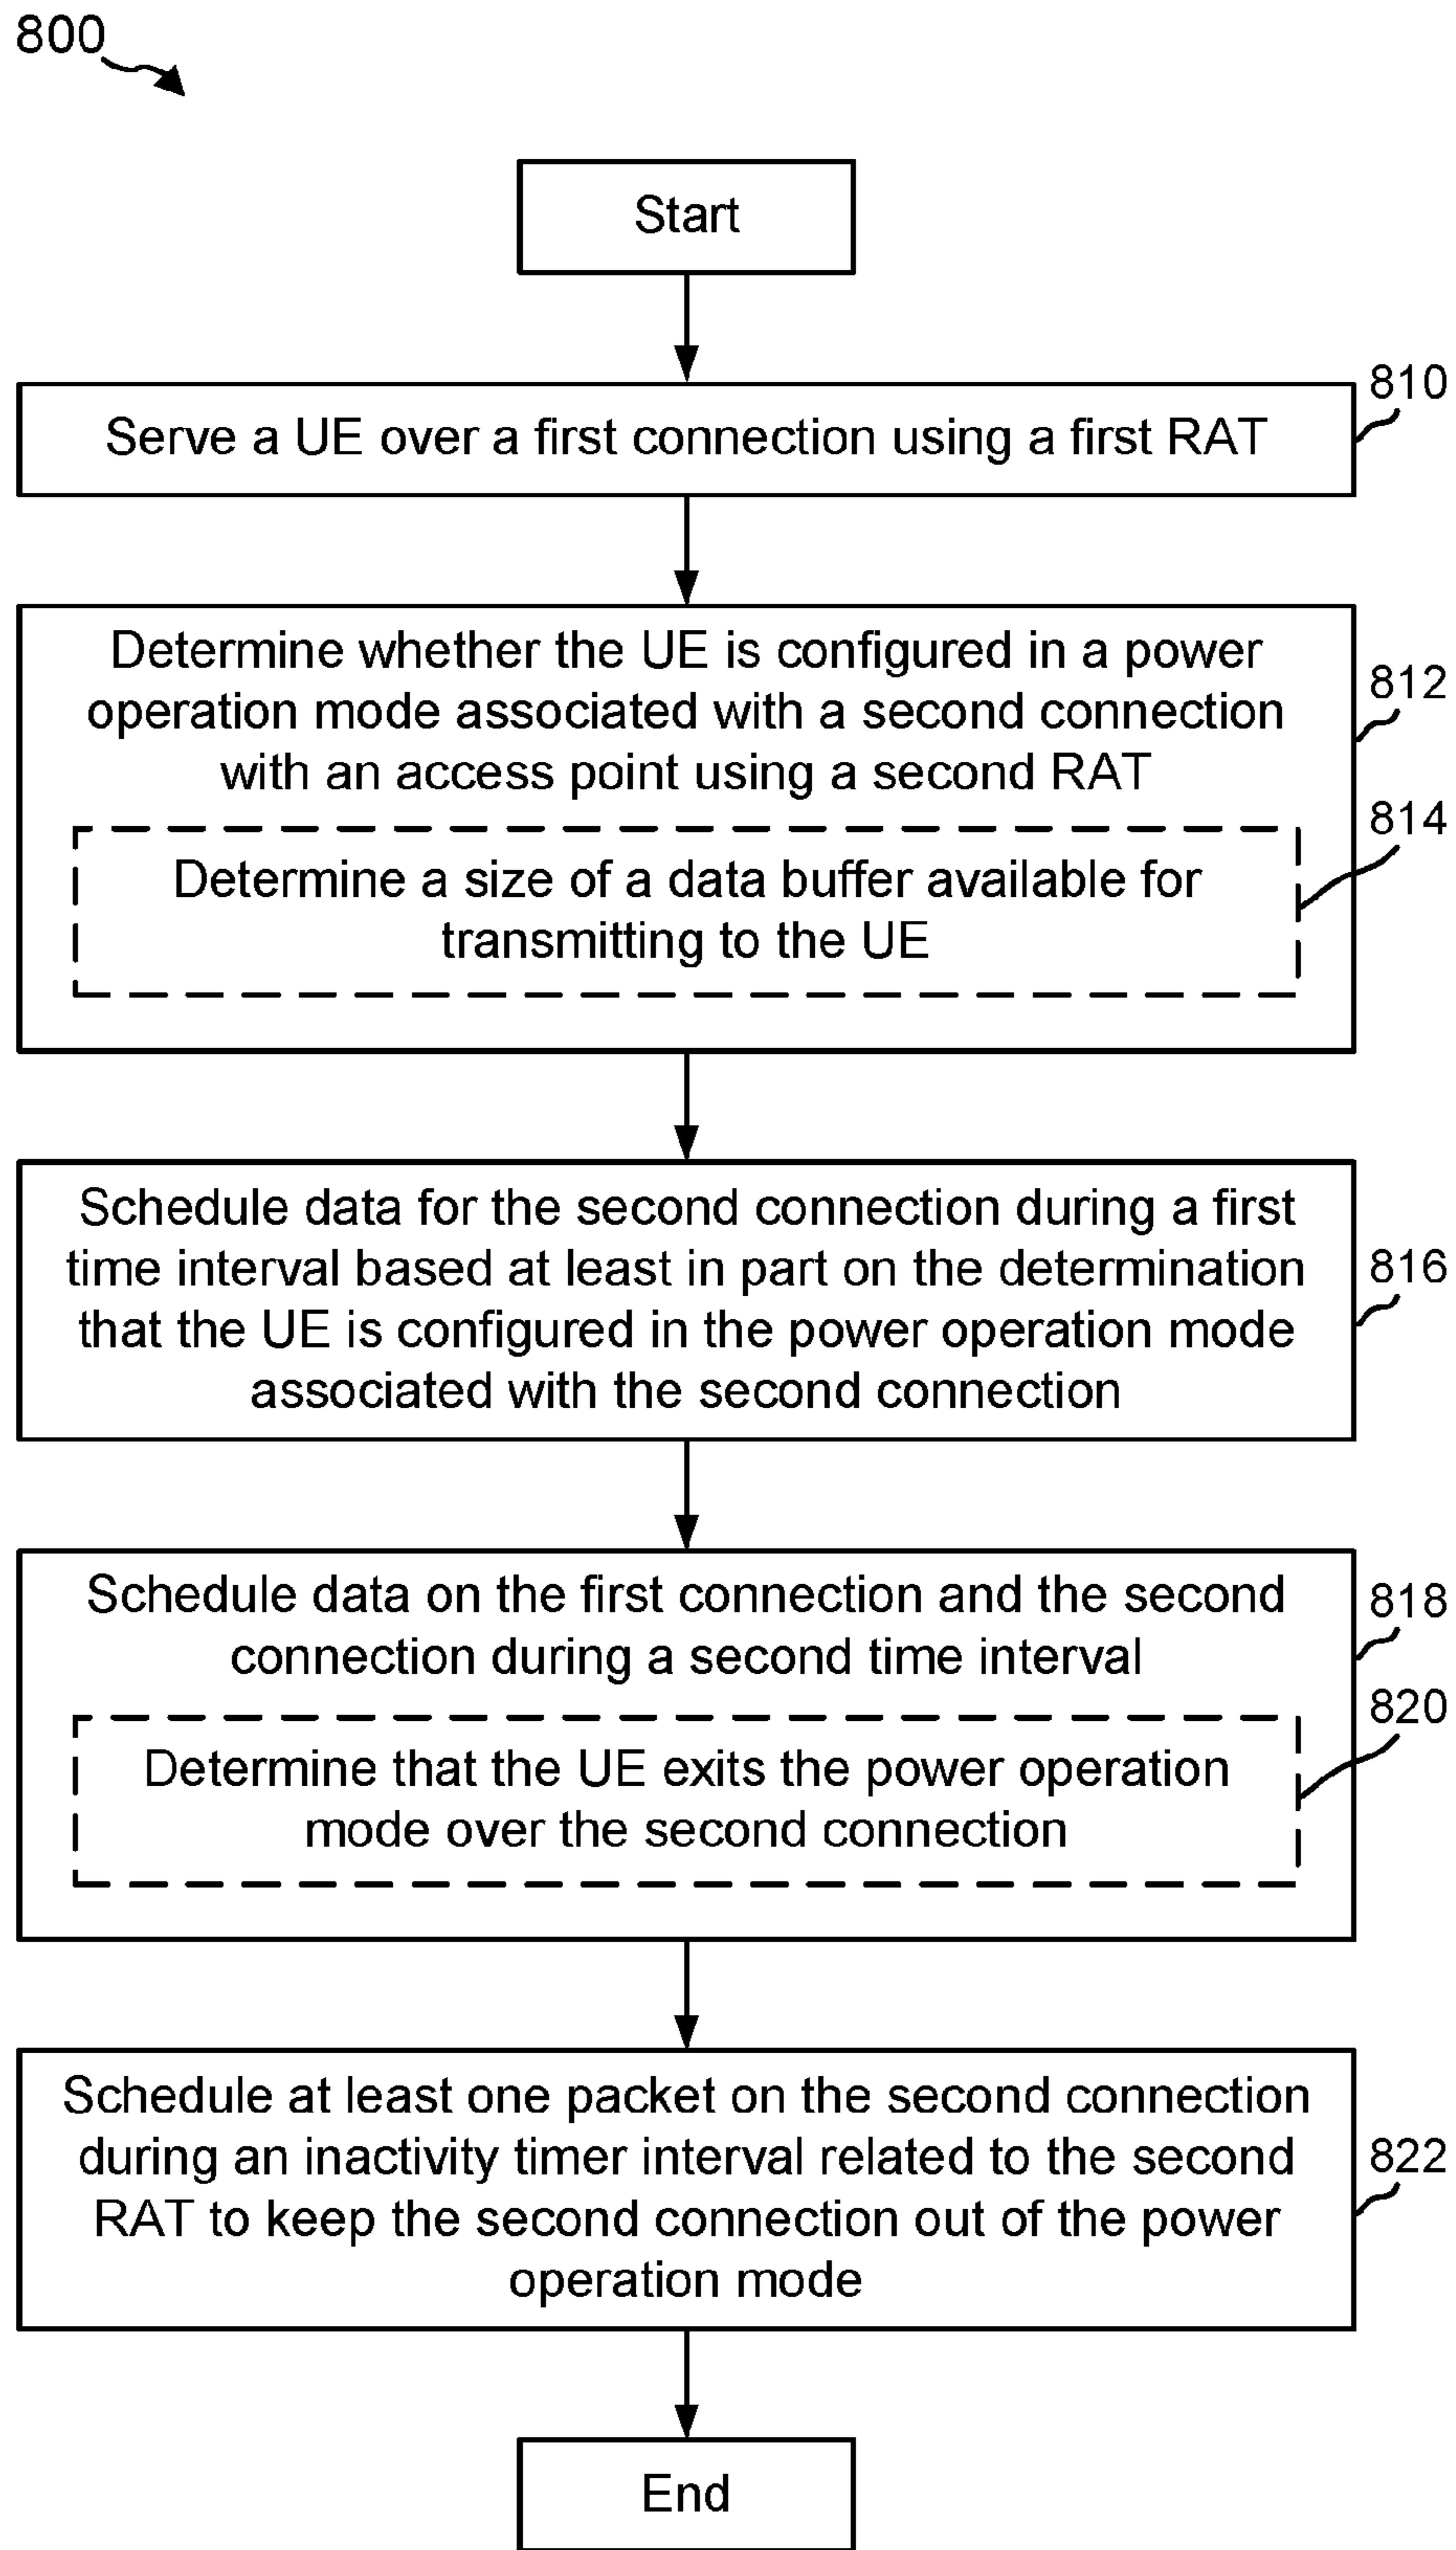 800
Start
810
Serve a UE over a first connection using a first RAT
Determine whether the UE is configured in a power
operation mode associated with a second connection
with an access point using a second RAT
812
814
Determine a size of a data buffer available for
transmitting to the UE
Schedule data for the second connection during a first
time interval based at least in part on the determination
that the UE is configured in the power operation mode
associated with the second connection
816
Schedule data on the first connection and the second
connection during a second time interval
818
820
Determine that the UE exits the power operation
mode over the second connection
Schedule at least one packet on the second connection
during an inactivity timer interval related to the second
RAT to keep the second connection out of the power
operation mode
822
End